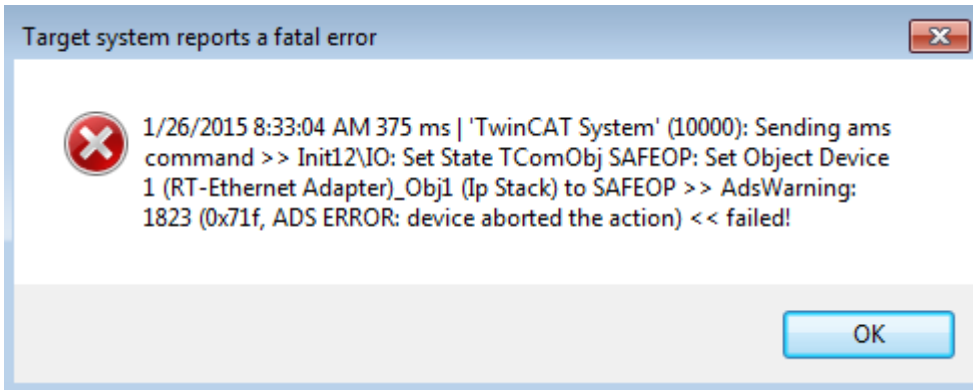 Target system reports a fatal error
1/26/2015 8:33:04 AM 375 ms | 'TwinCAT System' (10000): Sending ams
command >> Init12\IO: Set State TComObj SAFEOP: Set Object Device
1 (RT-Ethernet Adapter)_Obj1 (Ip Stack) to SAFEOP >> AdsWarning:
1823 (0x71f, ADS ERROR: device aborted the action) << failed!
OK